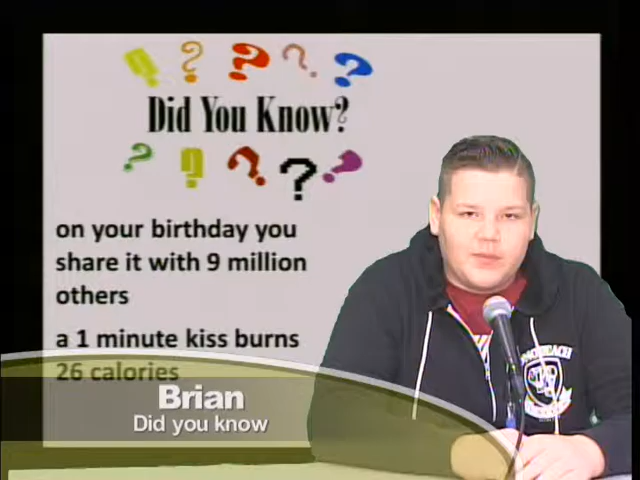 Did You Know?
on your birthday you
share it with 9 million
others
a 1 minute kiss burns
26 calories
Brian
Did you know